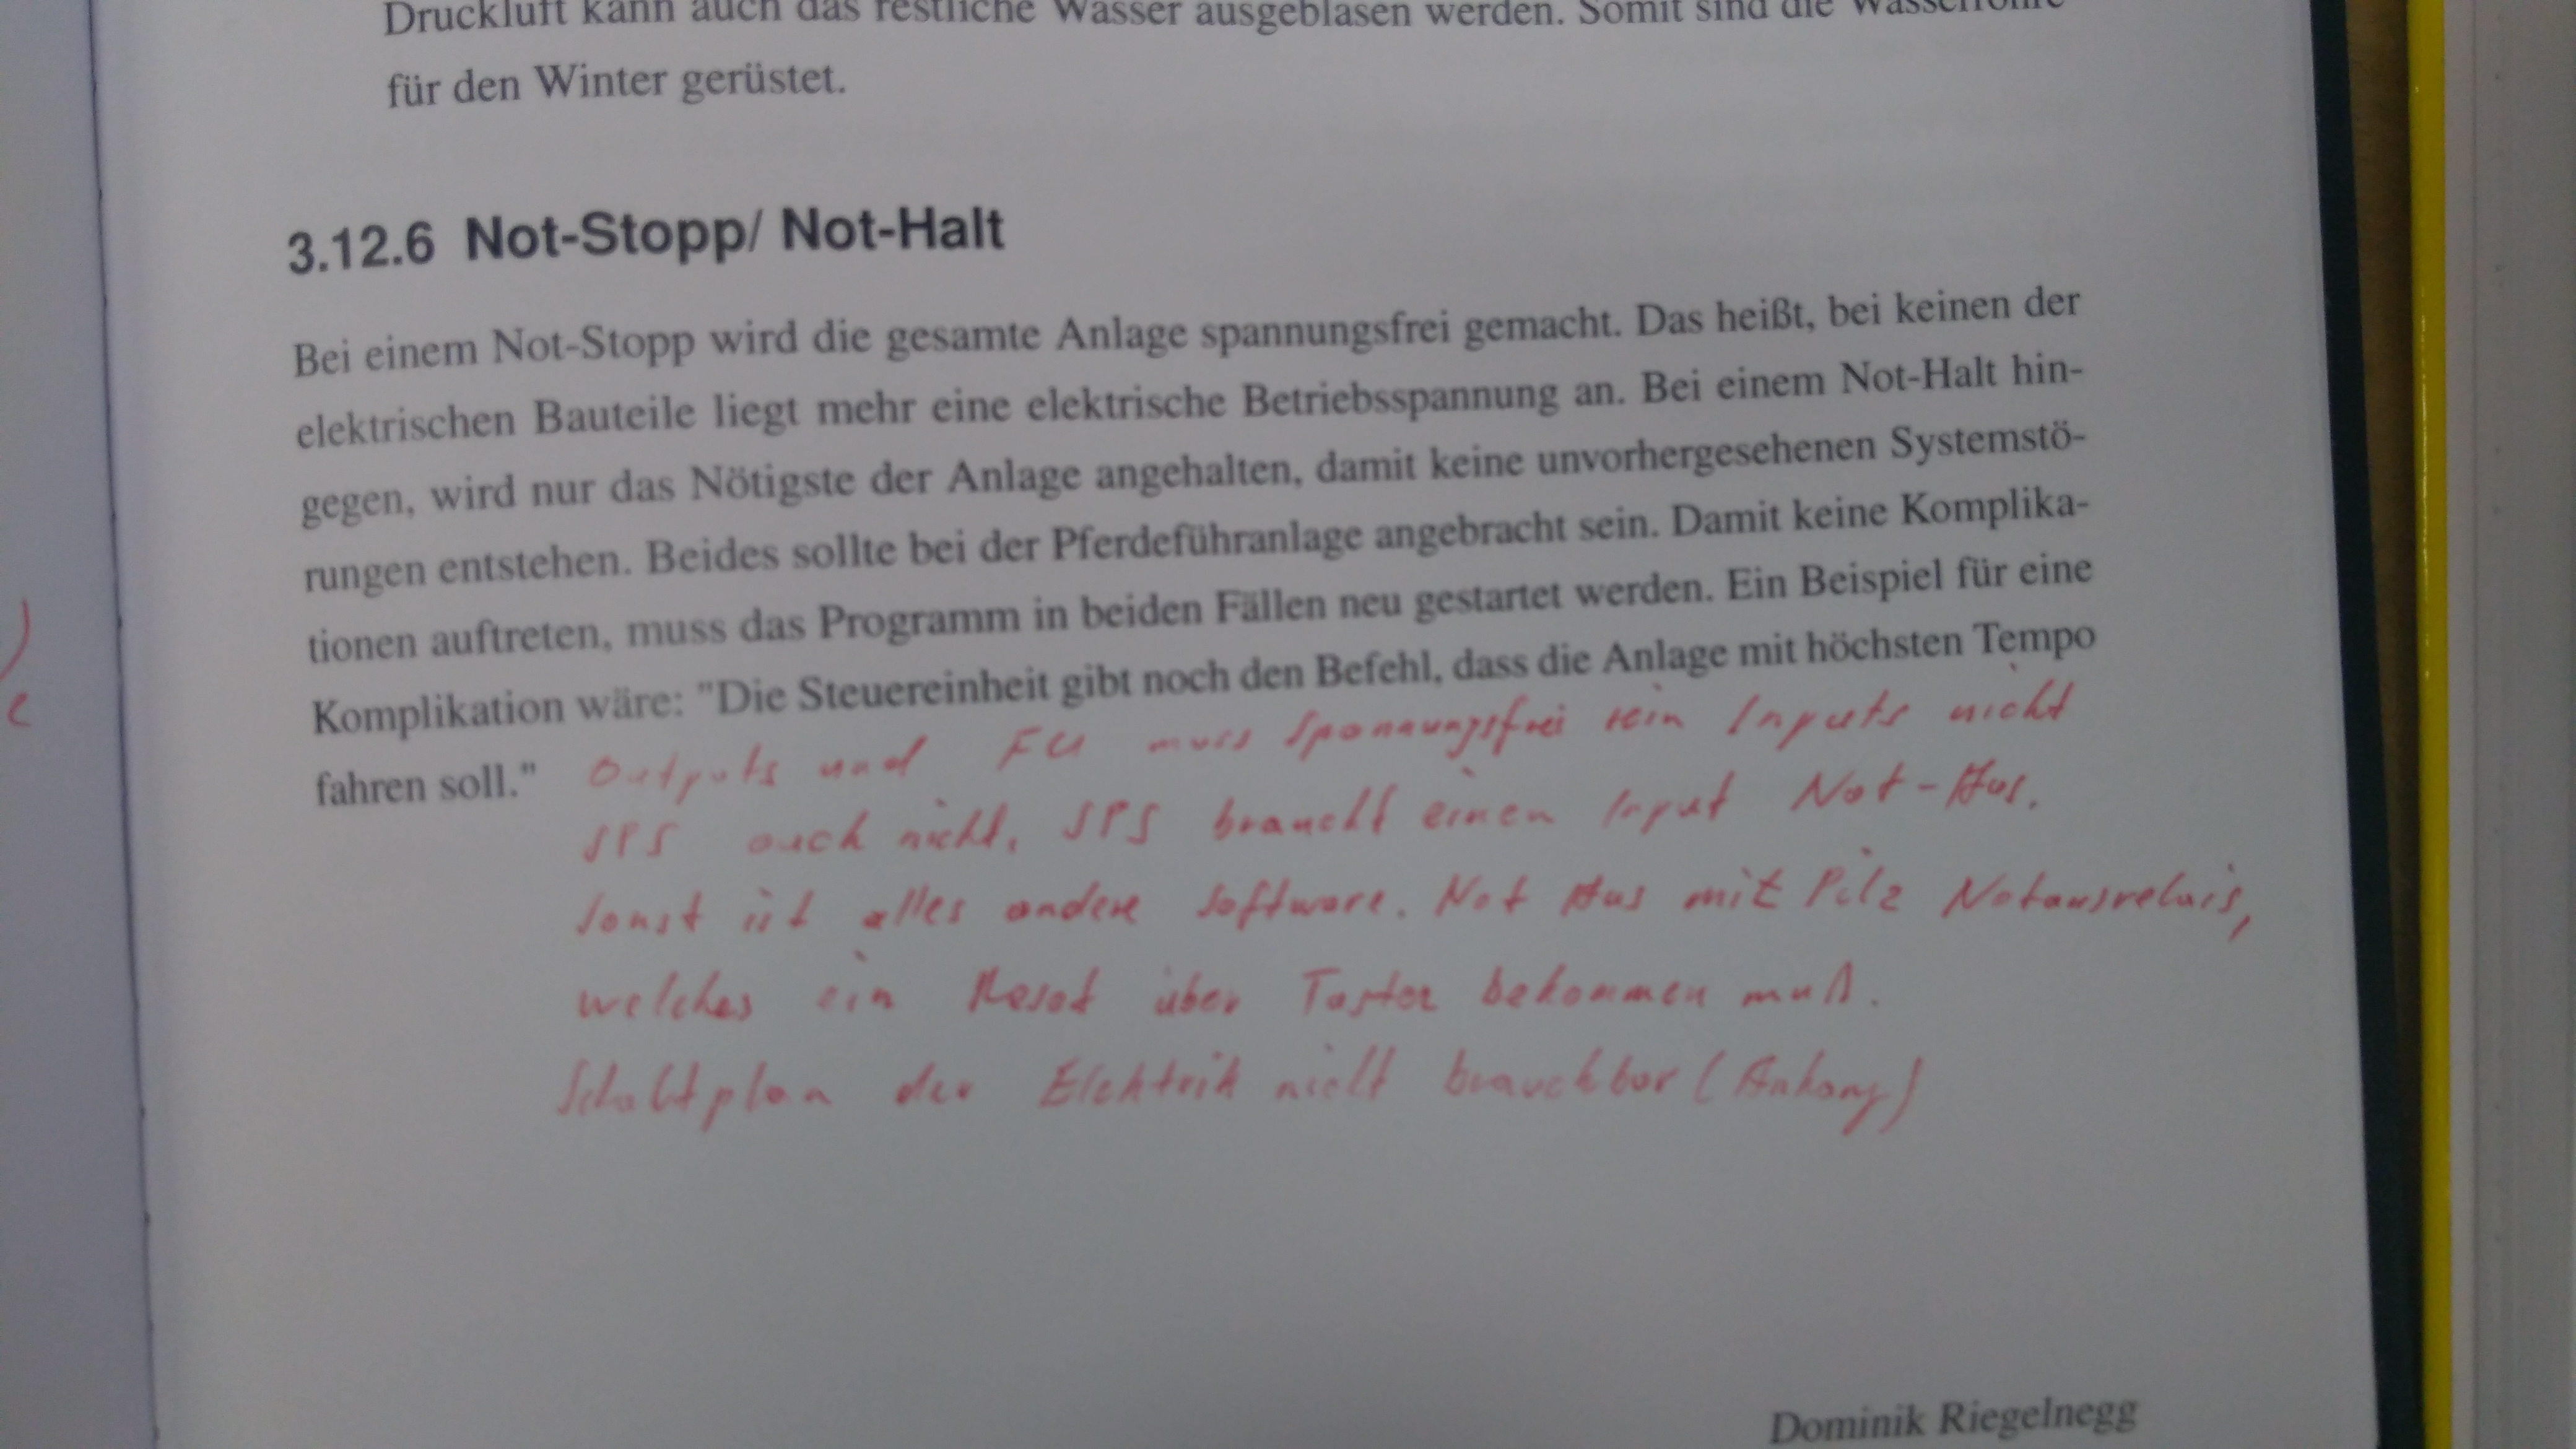 Druckluft kann auch das restliche Wasser ausgeblasen werden. Somit sind die Wasserrohre
für den Winter gerüstet.
3.12.6 Not-Stopp/ Not-Halt
Bei einem Not-Stopp wird die gesamte Anlage spannungsfrei gemacht. Das heißt, bei keinen der
elektrischen Bauteile liegt mehr eine elektrische Betriebsspannung an. Bei einem Not-Halt hin-
gegen, wird nur das Nötigste der Anlage angehalten, damit keine unvorhergesehenen Systemstö-
rungen entstehen. Beides sollte bei der Pferdeführanlage angebracht sein. Damit keine Komplika-
tionen auftreten, muss das Programm in beiden Fällen neu gestartet werden. Ein Beispiel für eine
Komplikation wäre: "Die Steuereinheit gibt noch den Befehl, dass die Anlage mit höchsten Tempo
fahren soll."
Outputs und FU muss Spannungsfrei sein Inputs nicht
SPS auch nicht. SPS braucht einen Input Not-Aus.
Sonst ist alles andere Software. Not Aus mit Pilz Notausrelais,
welches ein Reset über Taster bekommen muß.
Schaltplan der Elektrik nicht brauchbar (Anhang)
Dominik Riegelnegg